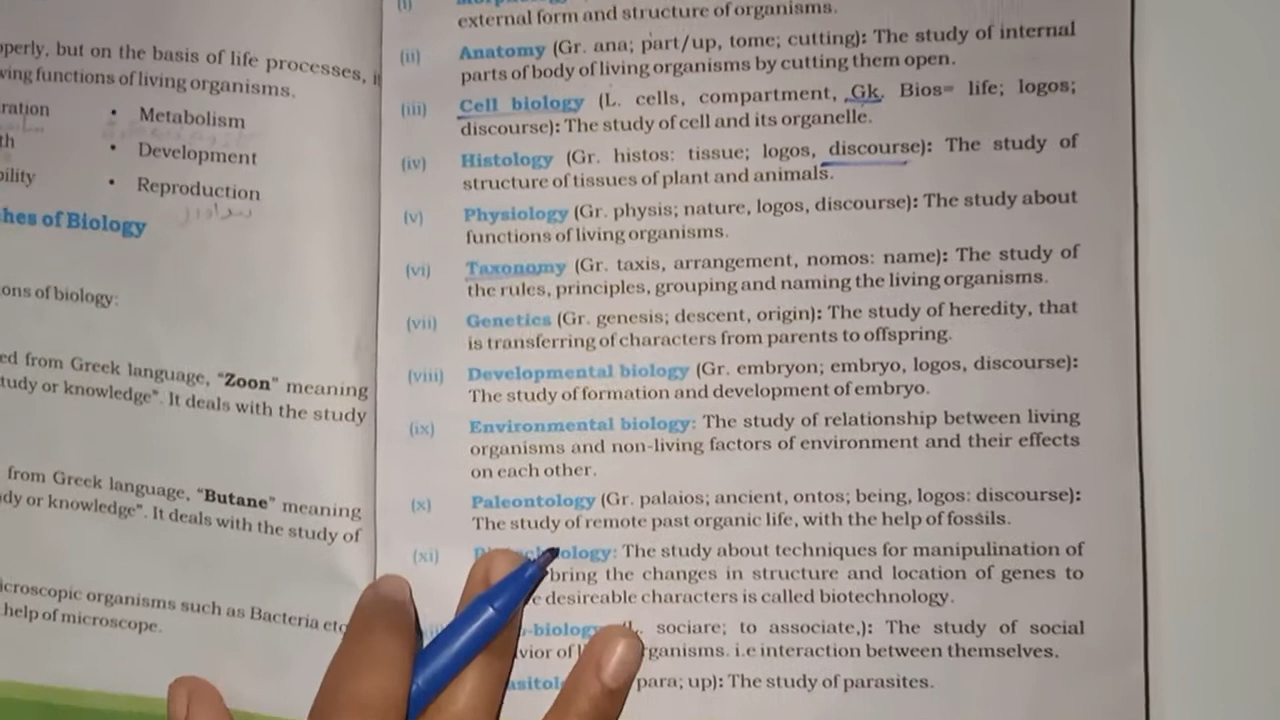 operly, but on the basis of life processes, i
ving functions of living organisms.
ration • Metabolism
th • Development
bility • Reproduction
hes of Biology
ons of biology:
ed from Greek language, "Zoon" meaning
tudy or knowledge". It deals with the study
from Greek language, "Butane" meaning
dy or knowledge". It deals with the study of
icroscopic organisms such as Bacteria etc
help of microscope.
(i)
external form and structure of organisms.
(ii) Anatomy (Gr. ana; part/up, tome; cutting): The study of internal
parts of body of living organisms by cutting them open.
(iii) Cell biology (L. cells, compartment, Gk. Bios= life; logos;
discourse): The study of cell and its organelle.
(iv) Histology (Gr. histos: tissue; logos, discourse): The study of
structure of tissues of plant and animals.
(v) Physiology (Gr. physis; nature, logos, discourse): The study about
functions of living organisms.
(vi) Taxonomy (Gr. taxis, arrangement, nomos: name): The study of
the rules, principles, grouping and naming the living organisms.
(vii) Genetics (Gr. genesis; descent, origin): The study of heredity, that
is transferring of characters from parents to offspring.
(viii) Developmental biology (Gr. embryon; embryo, logos, discourse):
The study of formation and development of embryo.
(ix) Environmental biology: The study of relationship between living
organisms and non-living factors of environment and their effects
on each other.
(x) Paleontology (Gr. palaios; ancient, ontos; being, logos: discourse):
The study of remote past organic life, with the help of fossils.
(xi) ology: The study about techniques for manipulination of
bring the changes in structure and location of genes to
e desireable characters is called biotechnology.
-biology sociare; to associate,): The study of social
vior of rganisms. i.e interaction between themselves.
asitol para; up): The study of parasites.